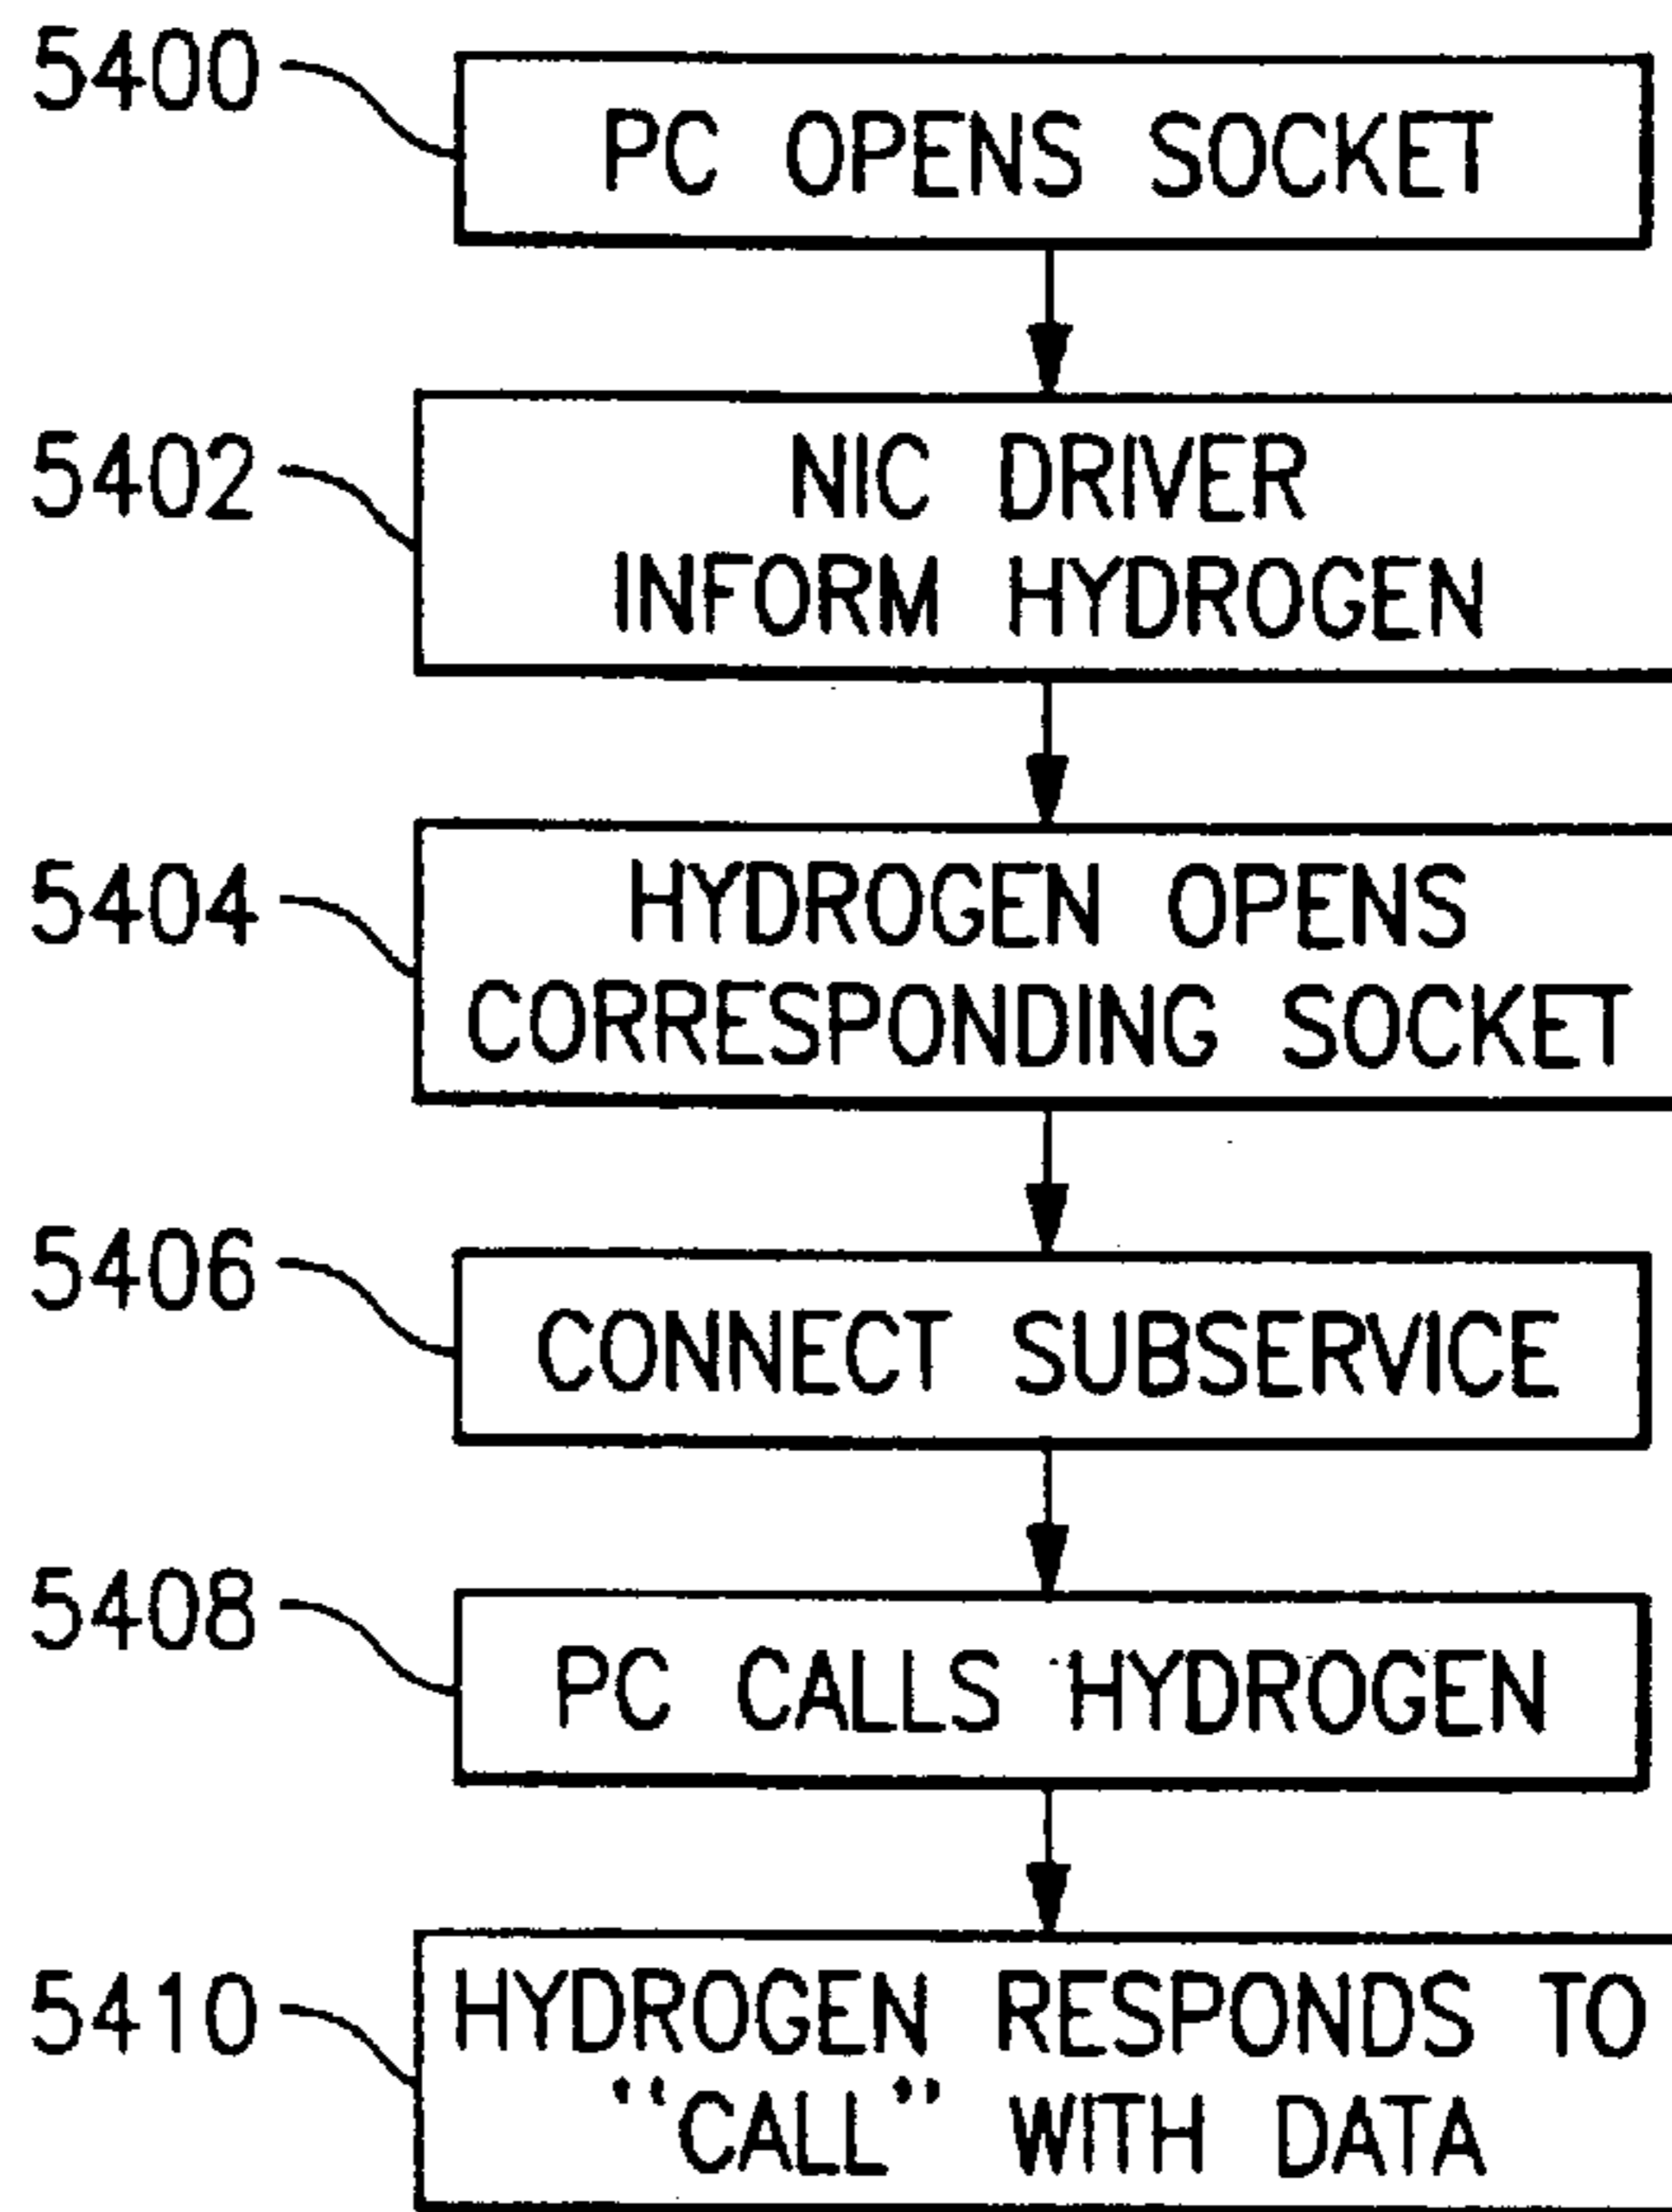 5400
PC OPENS SOCKET
5402
NIC DRIVER
INFORM HYDROGEN
5404
HYDROGEN OPENS
CORRESPONDING SOCKET
5406
CONNECT SUBSERVICE
5408
PC CALLS HYDROGEN
5410
HYDROGEN RESPONDS TO
"CALL" WITH DATA